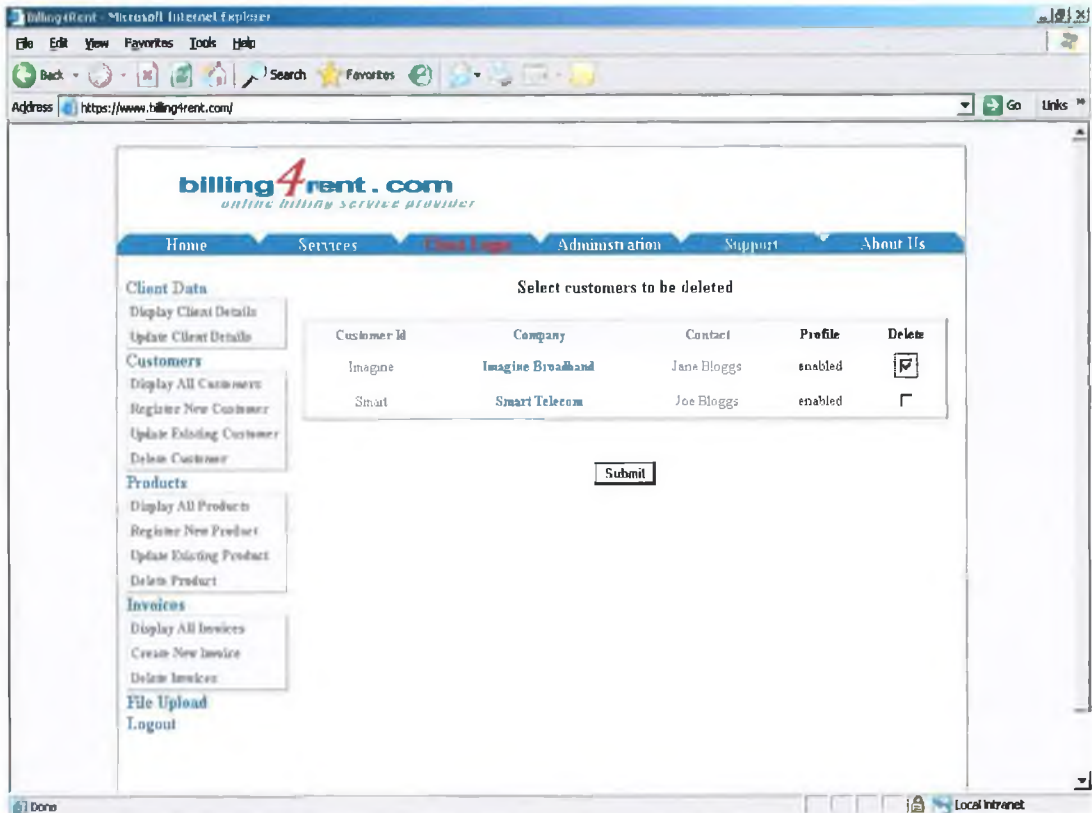 Billing4Rent - Microsoft Internet Explorer
File Edit View Favorites Tools Help
Back Search Favorites
Address https://www.billing4rent.com/ Go Links »
billing4rent.com
online billing service provider
Home Services Client Login Administration Support About Us
Client Data
Display Client Details
Update Client Details
Customers
Display All Customers
Register New Customer
Update Existing Customer
Delete Customer
Products
Display All Products
Register New Product
Update Existing Product
Delete Product
Invoices
Display All Invoices
Create New Invoice
Delete Invoices
File Upload
Logout
Select customers to be deleted
Customer Id Company Contact Profile Delete
Imagine Imagine Broadband Jane Bloggs enabled
Smart Smart Telecom Joe Bloggs enabled
Submit
Done Local intranet